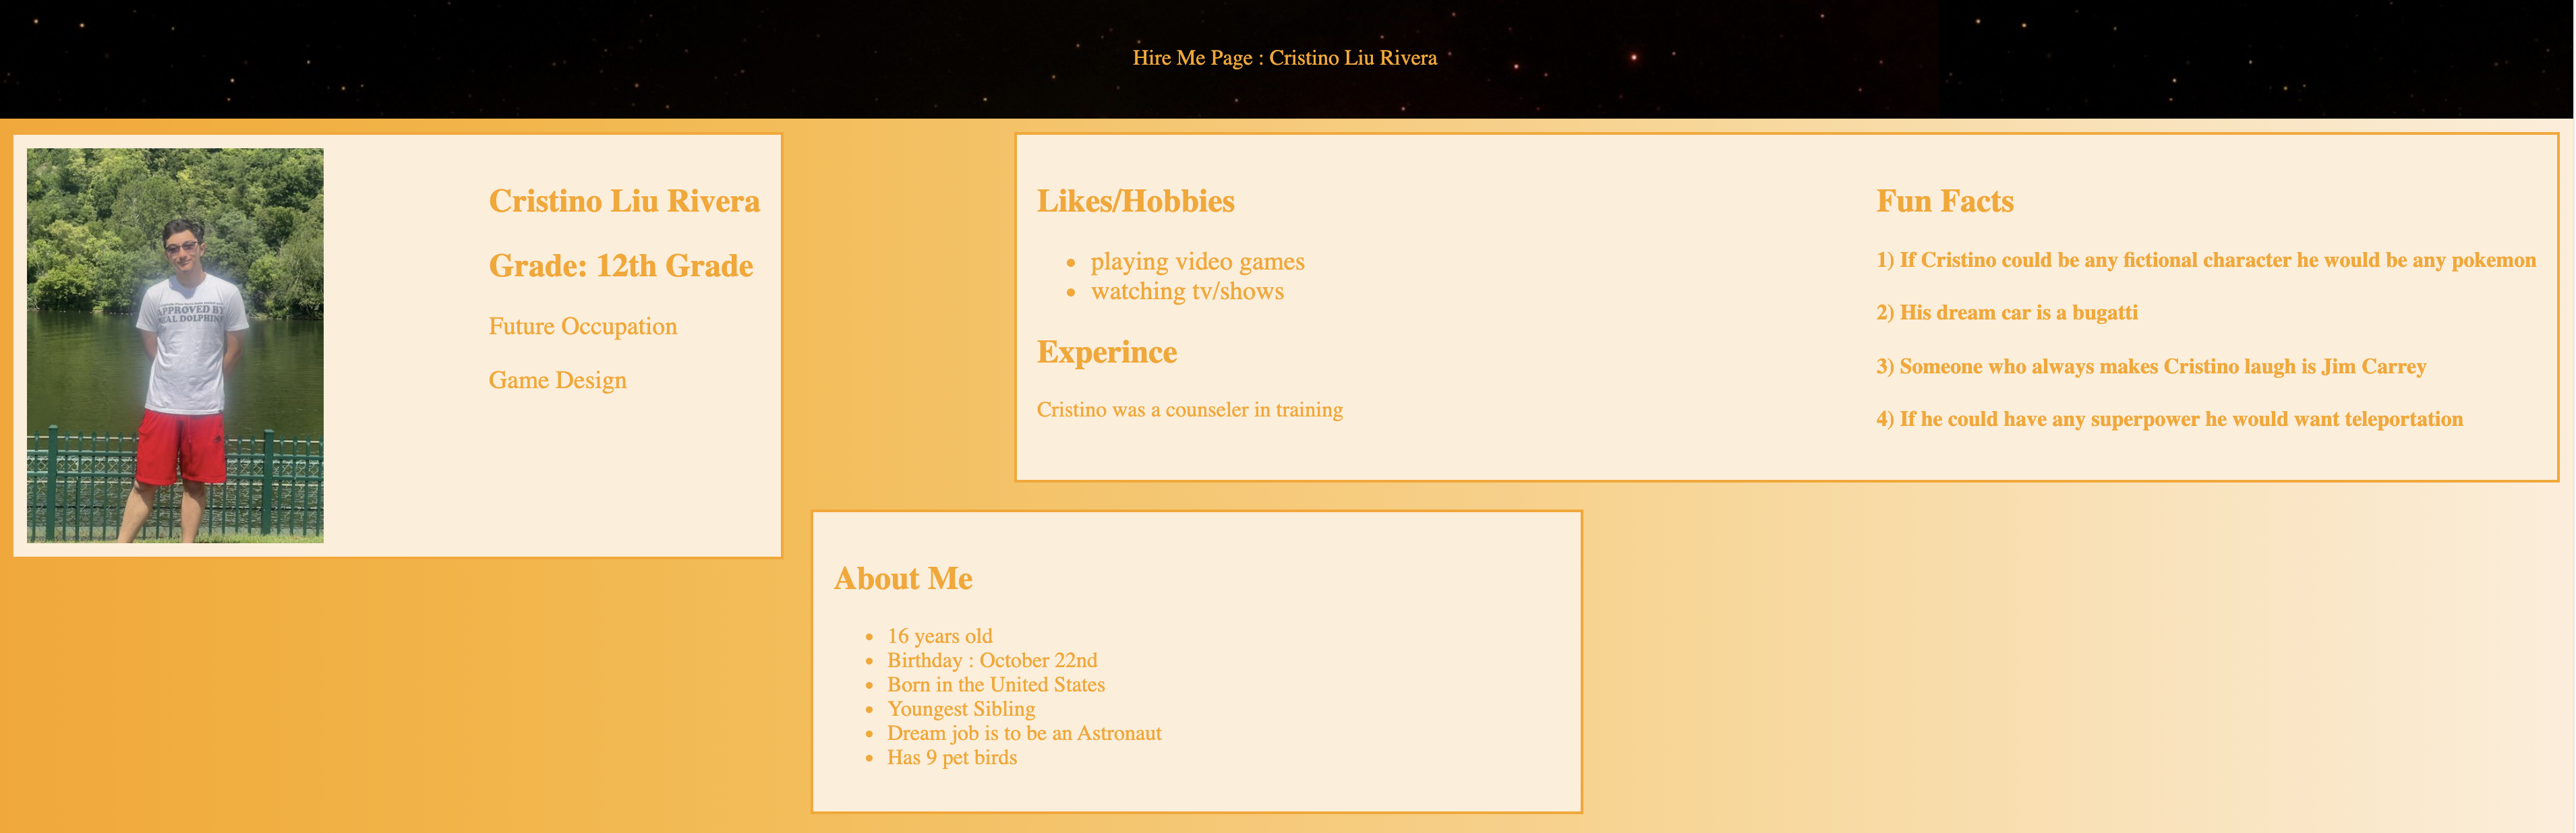 Hire Me Page : Cristino Liu Rivera
APPROVED BY
REAL DOLPHINS
Cristino Liu Rivera
Grade: 12th Grade
Future Occupation
Game Design
Likes/Hobbies
playing video games
watching tv/shows
Experince
Cristino was a counseler in training
Fun Facts
1) If Cristino could be any fictional character he would be any pokemon
2) His dream car is a bugatti
3) Someone who always makes Cristino laugh is Jim Carrey
4) If he could have any superpower he would want teleportation
About Me
16 years old
Birthday : October 22nd
Born in the United States
Youngest Sibling
Dream job is to be an Astronaut
Has 9 pet birds